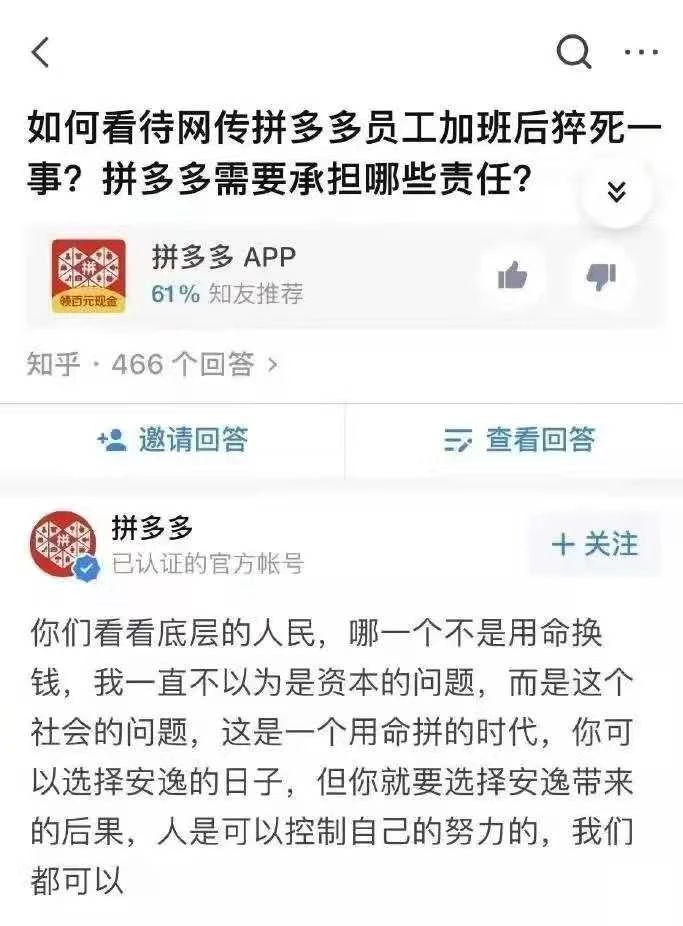 如何看待网传拼多多员工加班后猝死一
事？拼多多需要承担哪些责任？
拼
领百元现金
拼多多 APP
61% 知友推荐
知乎 · 466 个回答 >
邀请回答
查看回答
拼
拼多多
已认证的官方帐号
+ 关注
你们看看底层的人民，哪一个不是用命换
钱，我一直不以为是资本的问题，而是这个
社会的问题，这是一个用命拼的时代，你可
以选择安逸的日子，但你就要选择安逸带来
的后果，人是可以控制自己的努力的，我们
都可以